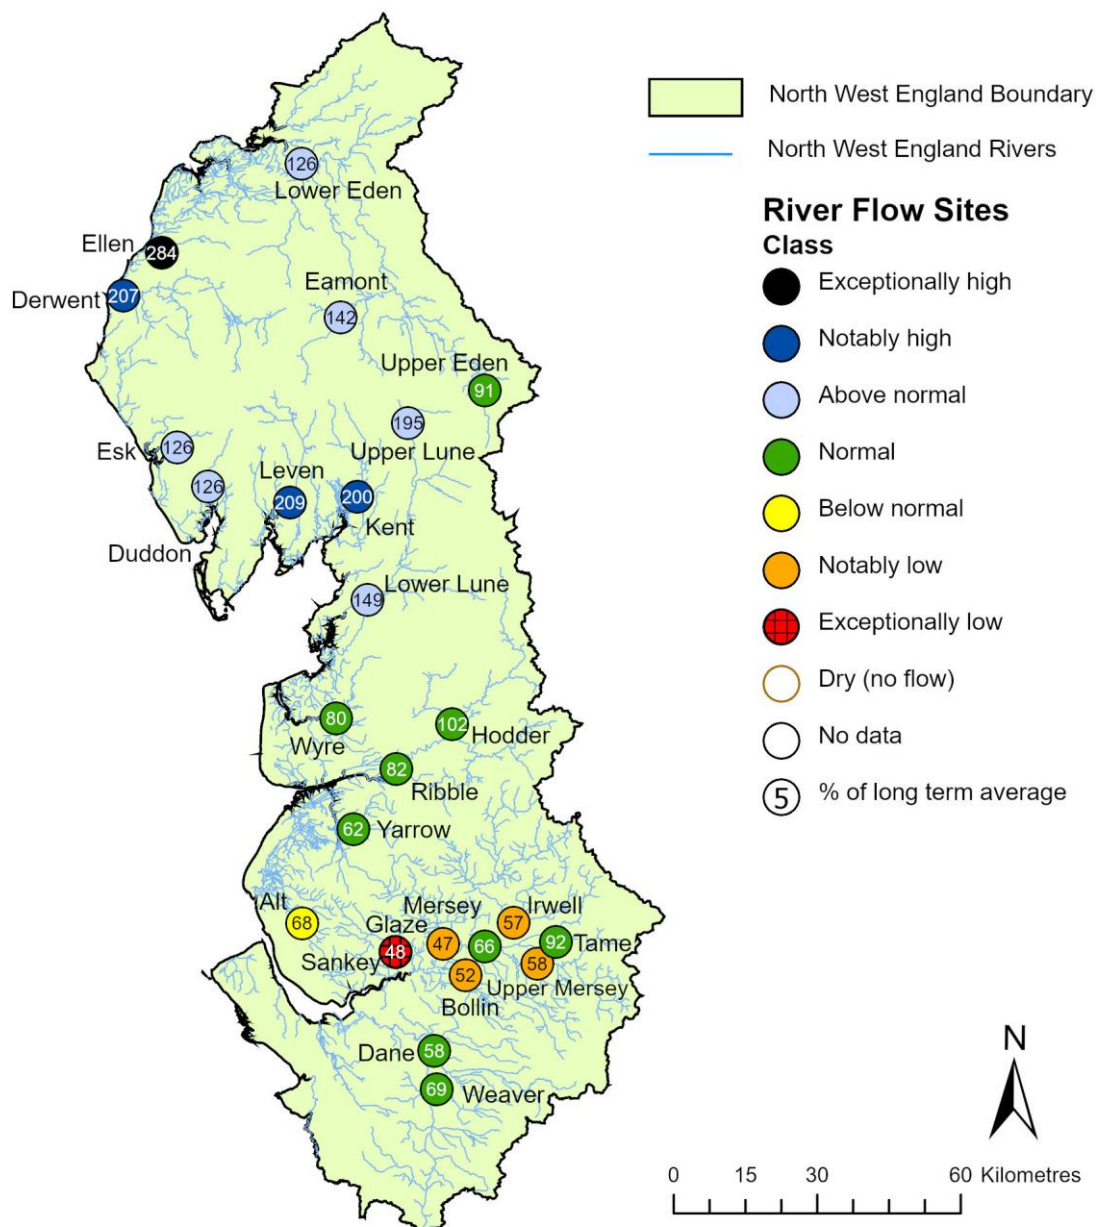 North West England Boundary
North West England Rivers
River Flow Sites
Class
Exceptionally high
Notably high
Above normal
Normal
Below normal
Notably low
Exceptionally low
Dry (no flow)
No data
5 % of long term average
126
Lower Eden
Ellen
284
Derwent
207
Eamont
142
Upper Eden
91
195
Upper Lune
Esk
126
126
Duddon
Leven
209
200
Kent
Lower Lune
149
80
Wyre
102
Hodder
82
Ribble
62
Yarrow
Alt
68
Mersey
Irwell
57
Glaze
47
66
92
Tame
Sankey
48
52
58
Upper Mersey
Bollin
Dane
58
69
Weaver
N
0 15 30 60 Kilometres